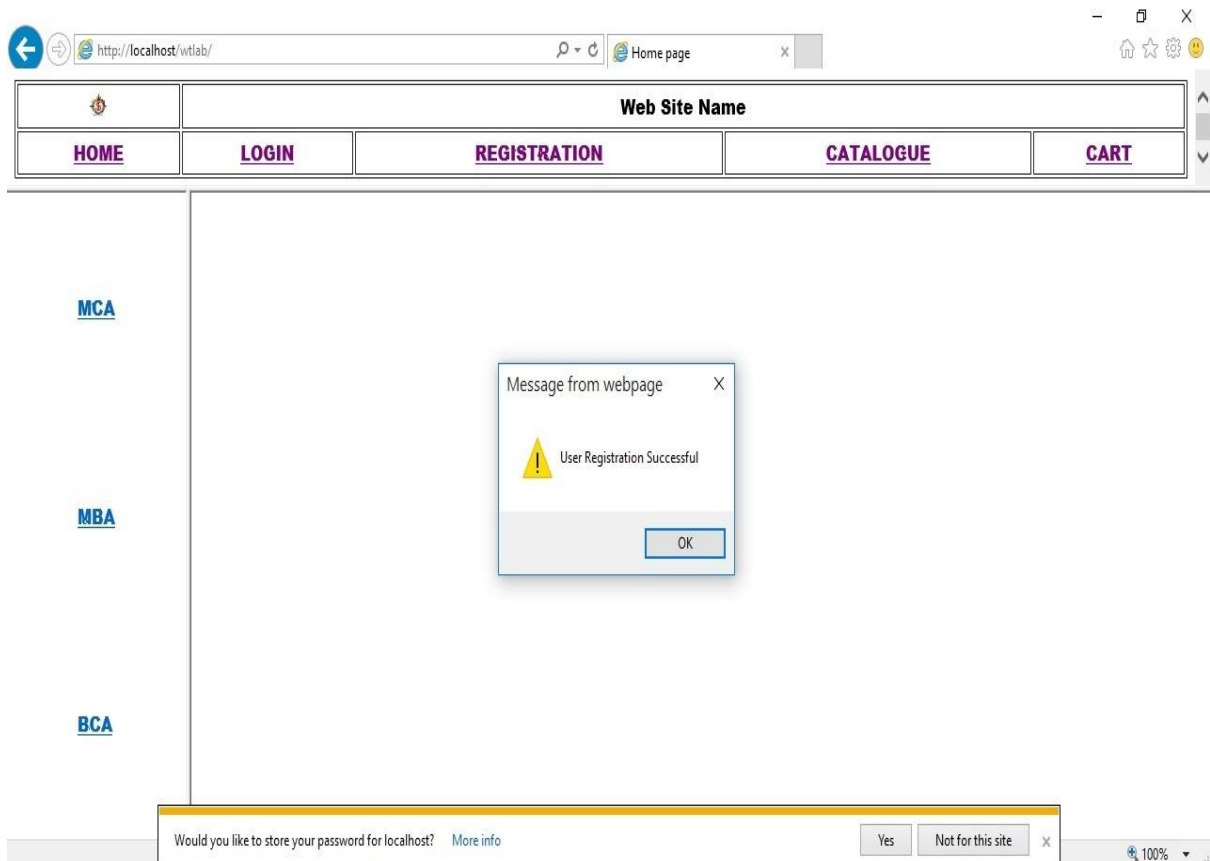 http://localhost/wtlab/
Home page
Web Site Name
HOME LOGIN REGISTRATION CATALOGUE CART
MCA
MBA
BCA
Message from webpage X
User Registration Successful
OK
Would you like to store your password for localhost? More info Yes Not for this site
100%